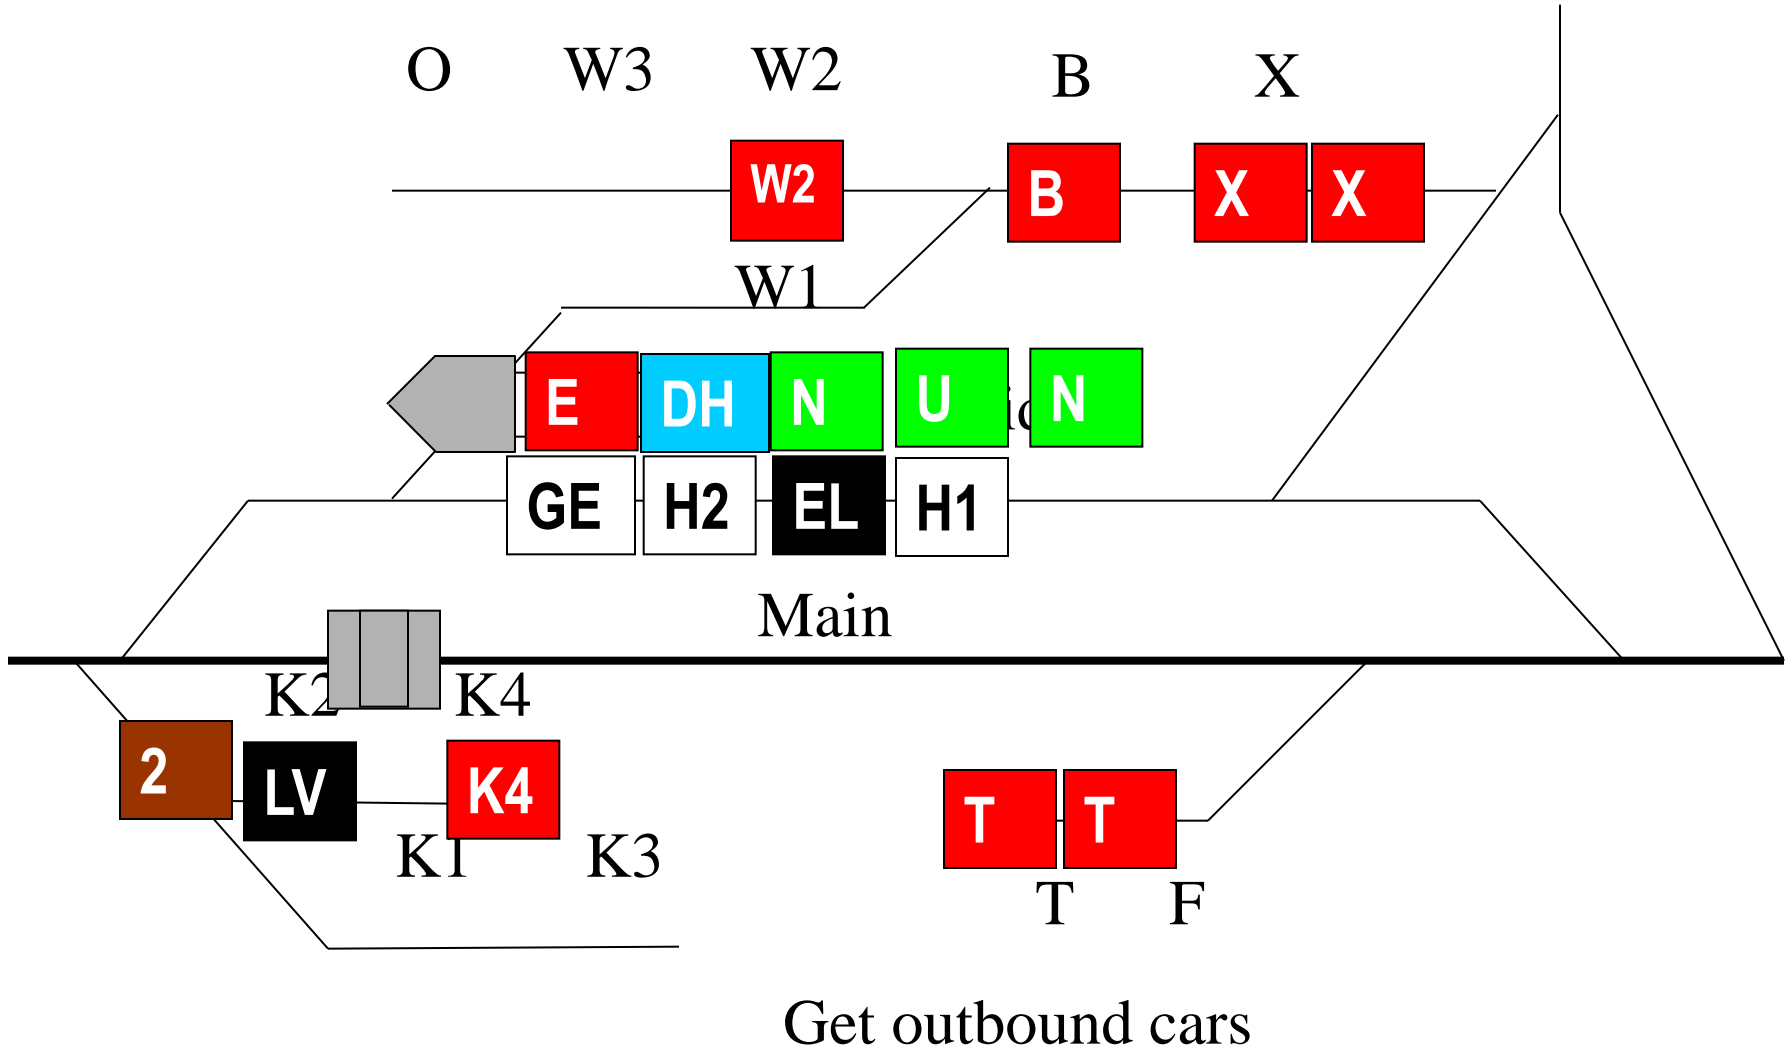 O W3 W2 B X
W2 B X X
W1
E DH N U N
GE H2 EL H1
Main
K2 K4
2 LV K4
T T
K1 K3
T F
Get outbound cars